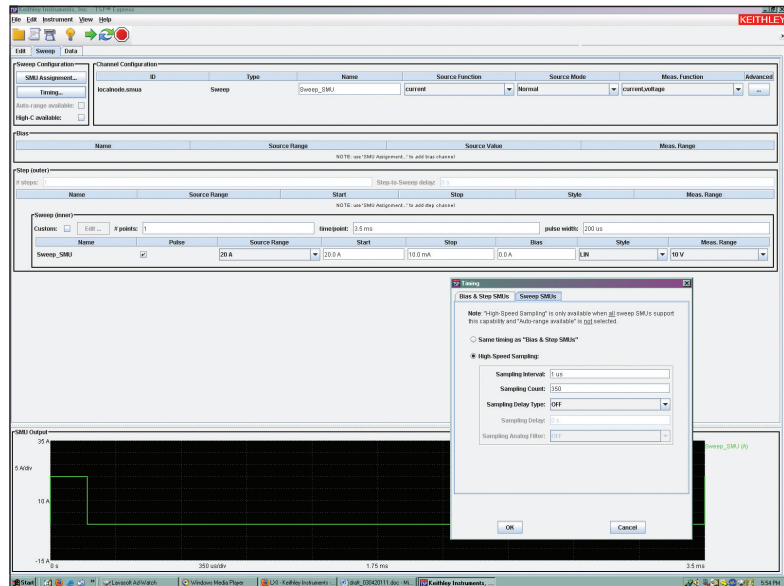 Keithley Instruments, Inc. - TSP® Express
File Edit Instrument View Help
KEITHLEY
Edit Sweep Data
Sweep Configuration
Channel Configuration
SMU Assignment...
ID Type Name Source Function Source Mode Meas. Function Advanced
localnode.smua Sweep Sweep_SMU current Normal current,voltage ...
Timing...
Auto-range available:
High-C available:
Bias
Name Source Range Source Value Meas. Range
NOTE: use "SMU Assignment..." to add bias channel
Step (outer)
# steps: 1 Step-to-Sweep delay: 0 s
Name Source Range Start Stop Style Meas. Range
NOTE: use "SMU Assignment..." to add step channel
Sweep (inner)
Custom: Edit ... # points: 1 time/point: 3.5 ms pulse width: 200 us
Name Pulse Source Range Start Stop Bias Style Meas. Range
Sweep_SMU 20 A 20.0 A 10.0 mA 0.0 A LIN 10 V
Timing
Bias & Step SMUs Sweep SMUs
Note: "High-Speed Sampling" is only available when all sweep SMUs support
this capability and "Auto-range available" is not selected.
Same timing as "Bias & Step SMUs"
High-Speed Sampling:
Sampling Interval: 1 us
Sampling Count: 350
Sampling Delay Type: OFF
Sampling Delay: 0 s
Sampling Analog Filter: OFF
OK Cancel
SMU Output
35 A
5 A/div
10 A
-15 A
0 s 350 us/div 1.75 ms 3.5 ms
Sweep_SMU (A)
Start Lavasoft Ad-Watch Windows Media Player LXI - Keithley Instruments - draft_030420111.doc - Mi... Keithley Instruments, ... 5:54 PM